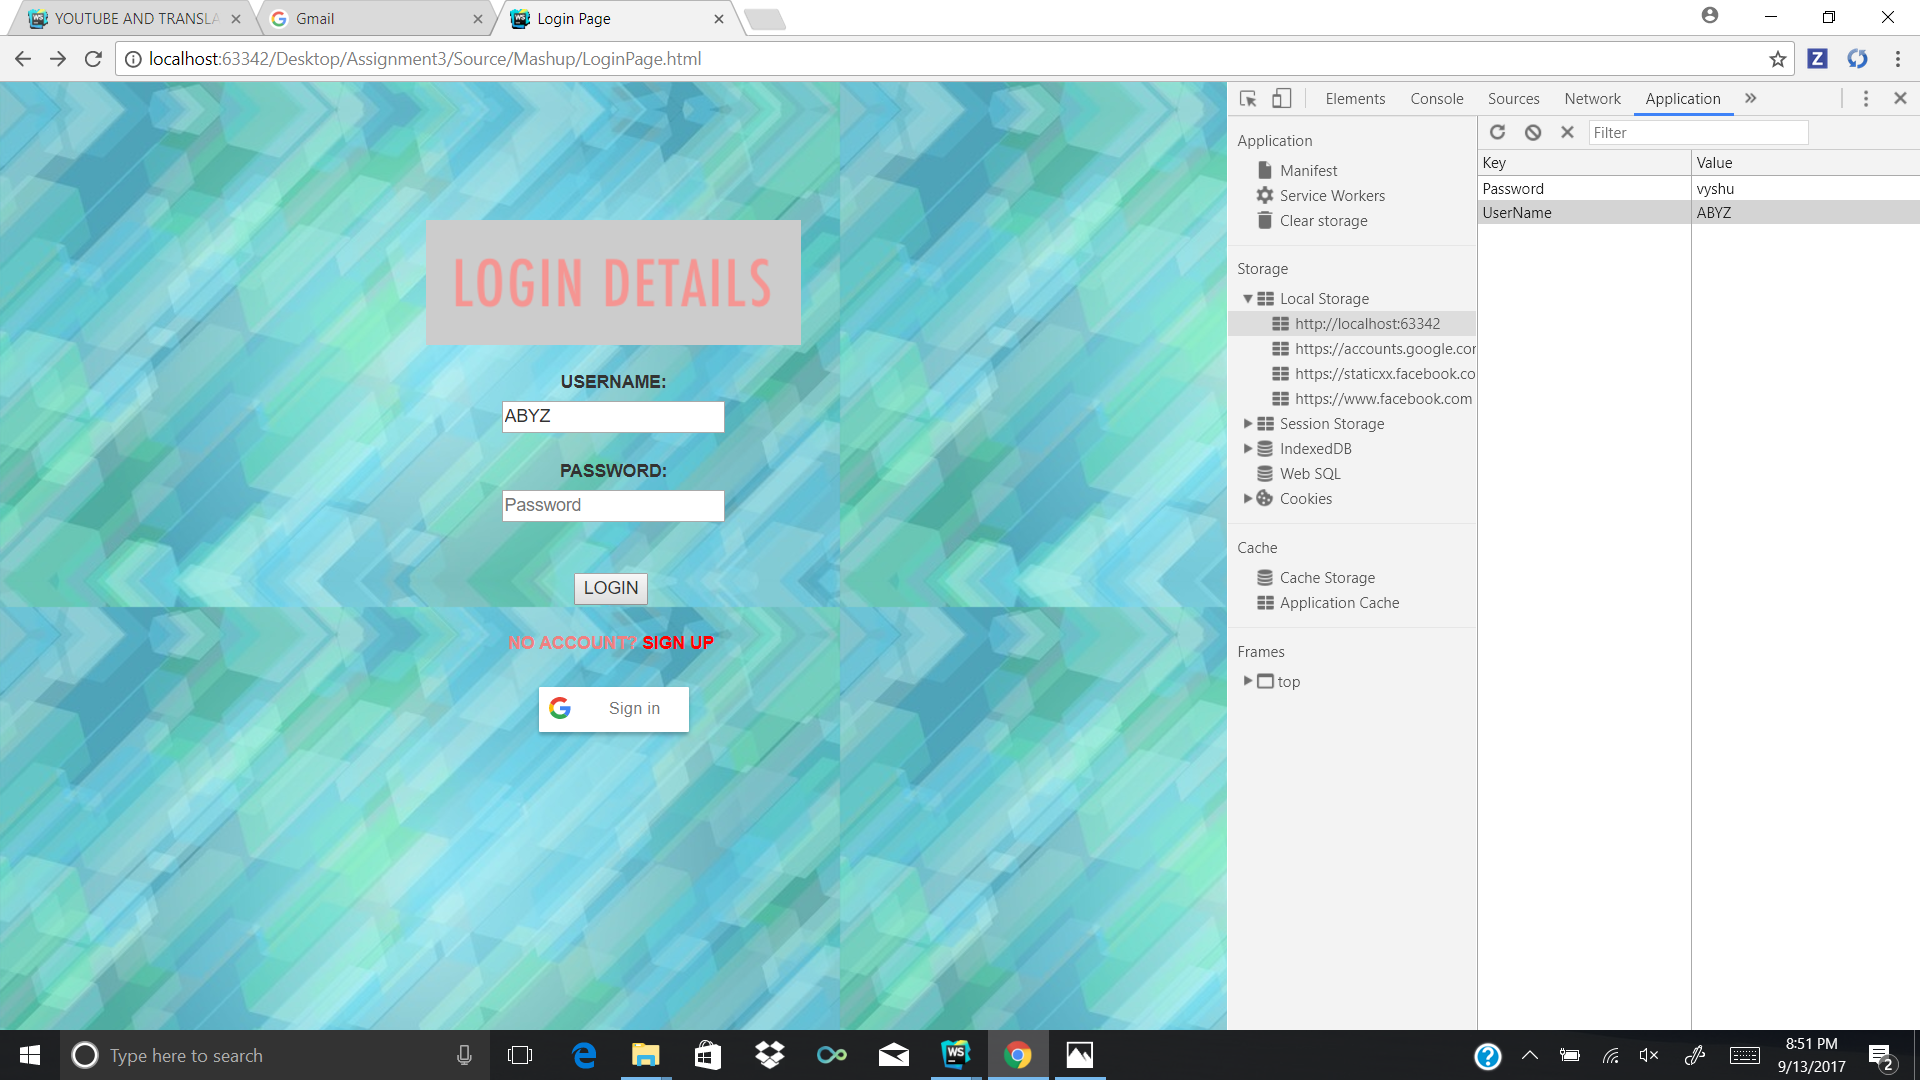 YOUTUBE AND TRANSLA
Gmail
Login Page
localhost:63342/Desktop/Assignment3/Source/Mashup/LoginPage.html
Z
LOGIN DETAILS
USERNAME:
ABYZ
PASSWORD:
Password
LOGIN
NO ACCOUNT? SIGN UP
Sign in
Elements
Console
Sources
Network
Application
Application
Manifest
Service Workers
Clear storage
Storage
Local Storage
http://localhost:63342
https://accounts.google.cor
https://staticxx.facebook.co
https://www.facebook.com
Session Storage
IndexedDB
Web SQL
Cookies
Cache
Cache Storage
Application Cache
Frames
top
Filter
Key Value
Password vyshu
UserName ABYZ
Type here to search
WS
8:51 PM
9/13/2017
2